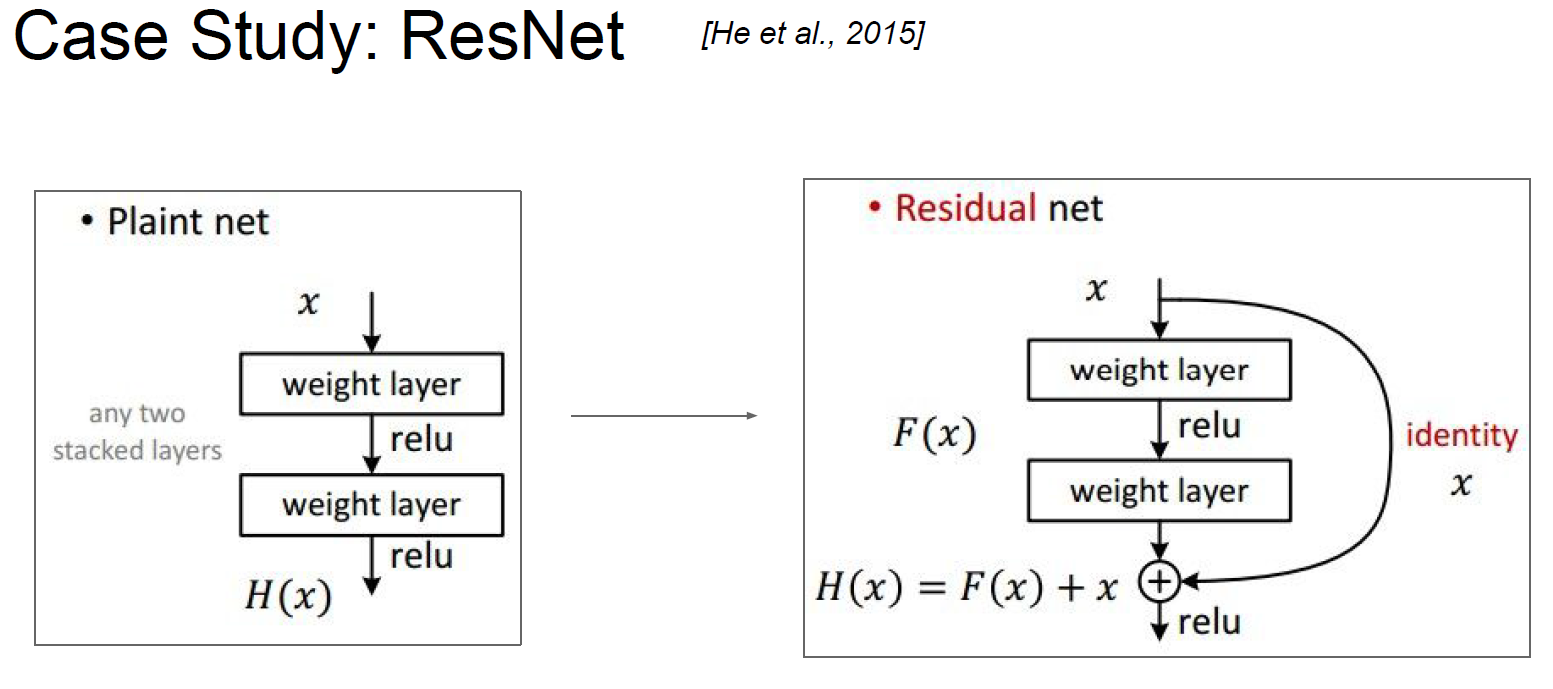 Case Study: ResNet [He et al., 2015]
• Plaint net
x
weight layer
any two
stacked layers
relu
weight layer
relu
H(x)
• Residual net
x
weight layer
F(x)
relu
identity
x
weight layer
H(x) = F(x) + x
relu